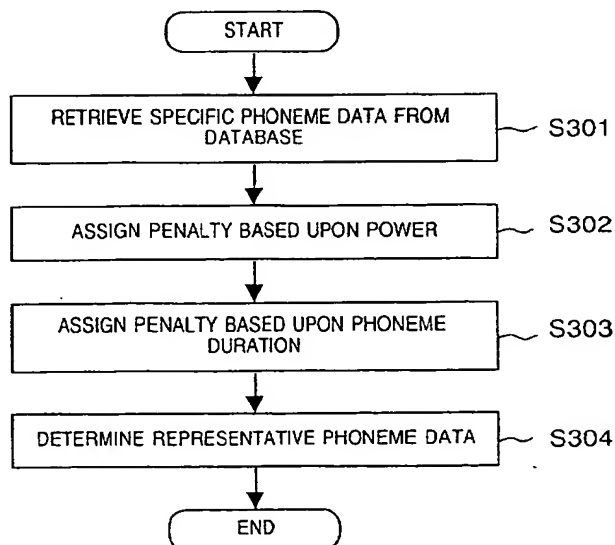 START
RETRIEVE SPECIFIC PHONEME DATA FROM
DATABASE
S301
ASSIGN PENALTY BASED UPON POWER
S302
ASSIGN PENALTY BASED UPON PHONEME
DURATION
S303
DETERMINE REPRESENTATIVE PHONEME DATA
S304
END